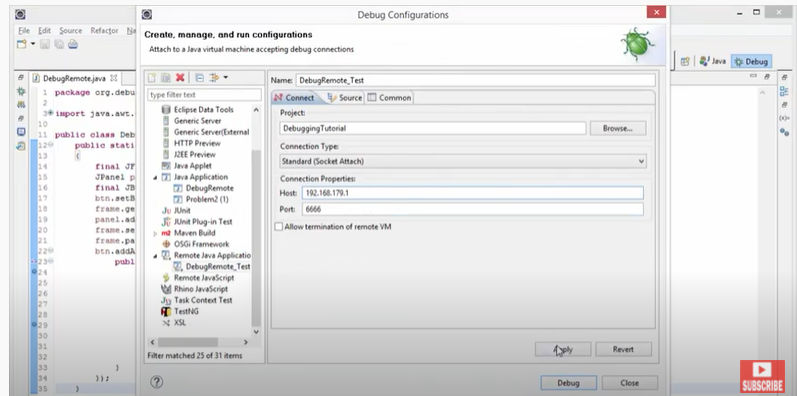 Debug Configurations
File Edit Source Refactor Na
Create, manage, and run configurations
Attach to a Java virtual machine accepting debug connections
Java Debug
DebugRemote.java
1 package org.debu
2
3 import java.awt.
10
11 public class Deb
12 public stati
13 {
14 final JF
15 JPanel p
16 final JB
17 btn.setB
18 frame.ge
19 panel.ad
20 frame.se
21 frame.pa
22 btn.addA
23 pub
24
25
26
27
28
29
30
31
32
33 }
34 });
35 }
type filter text
Eclipse Data Tools
Generic Server
Generic Server(External
HTTP Preview
J2EE Preview
Java Applet
Java Application
DebugRemote
Problem2 (1)
JUnit
JUnit Plug-in Test
Maven Build
OSGi Framework
Remote Java Applicatio
DebugRemote_Test
Remote JavaScript
Rhino JavaScript
Task Context Test
TestNG
XSL
Filter matched 25 of 31 items
Name: DebugRemote_Test
Connect Source Common
Project:
DebuggingTutorial Browse...
Connection Type:
Standard (Socket Attach)
Connection Properties:
Host: 192.168.179.1
Port: 6666
Allow termination of remote VM
Apply Revert
Debug Close
SUBSCRIBE